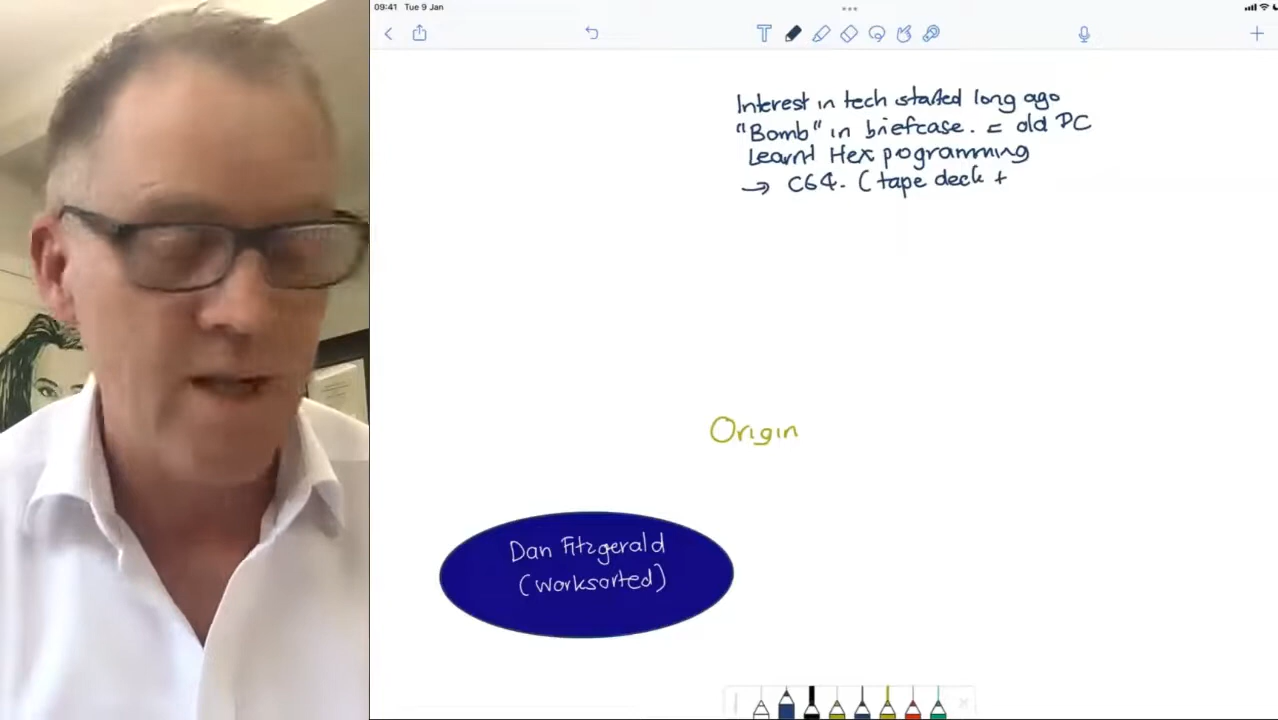 09:41 Tue 9 Jan
T
Interest in tech started long ago
"Bomb" in briefcase. = old PC
Learnt Hex programming
→ C64. (tape deck +
Origin
Dan Fitzgerald
(worksorted)